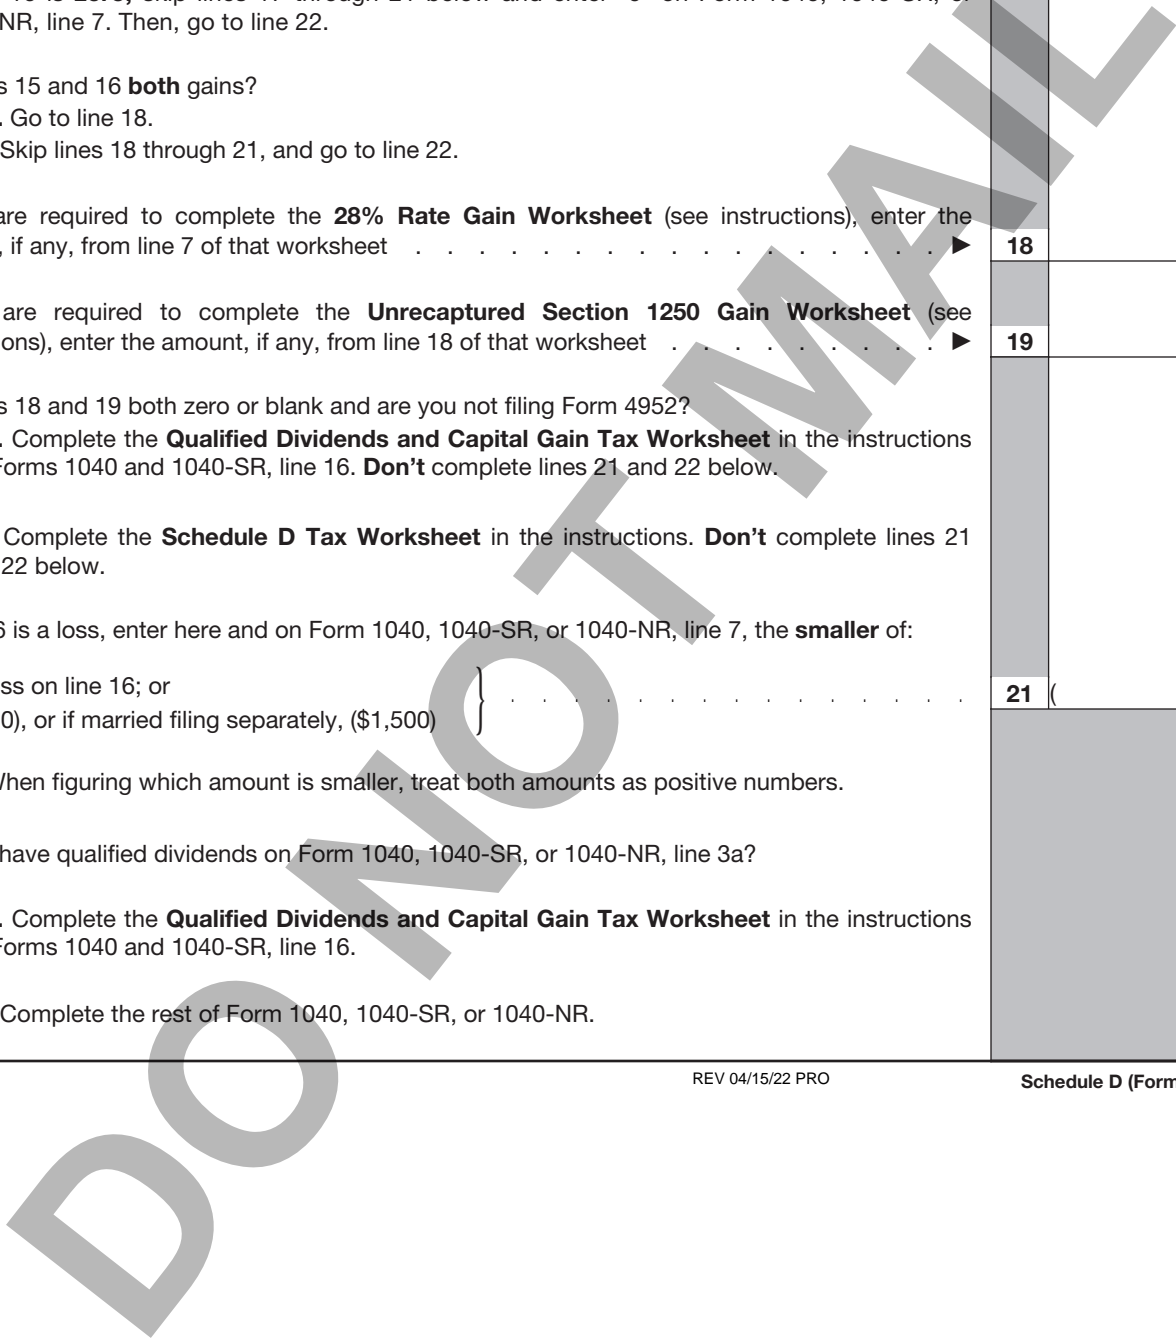 NR, line 7. Then, go to line 22.
s 15 and 16 both gains?
. Go to line 18.
Skip lines 18 through 21, and go to line 22.
are required to complete the 28% Rate Gain Worksheet (see instructions), enter the
, if any, from line 7 of that worksheet . . . . . . . . . . . . . . . . . ▶ 18
are required to complete the Unrecaptured Section 1250 Gain Worksheet (see
ons), enter the amount, if any, from line 18 of that worksheet . . . . . . . . . ▶ 19
s 18 and 19 both zero or blank and are you not filing Form 4952?
. Complete the Qualified Dividends and Capital Gain Tax Worksheet in the instructions
Forms 1040 and 1040-SR, line 16. Don't complete lines 21 and 22 below.
Complete the Schedule D Tax Worksheet in the instructions. Don't complete lines 21
22 below.
6 is a loss, enter here and on Form 1040, 1040-SR, or 1040-NR, line 7, the smaller of:
ss on line 16; or
0), or if married filing separately, ($1,500) } . . . . . . . . . . . . . . . 21 (
When figuring which amount is smaller, treat both amounts as positive numbers.
have qualified dividends on Form 1040, 1040-SR, or 1040-NR, line 3a?
. Complete the Qualified Dividends and Capital Gain Tax Worksheet in the instructions
Forms 1040 and 1040-SR, line 16.
Complete the rest of Form 1040, 1040-SR, or 1040-NR.
REV 04/15/22 PRO Schedule D (Form
DO NOT MAIL